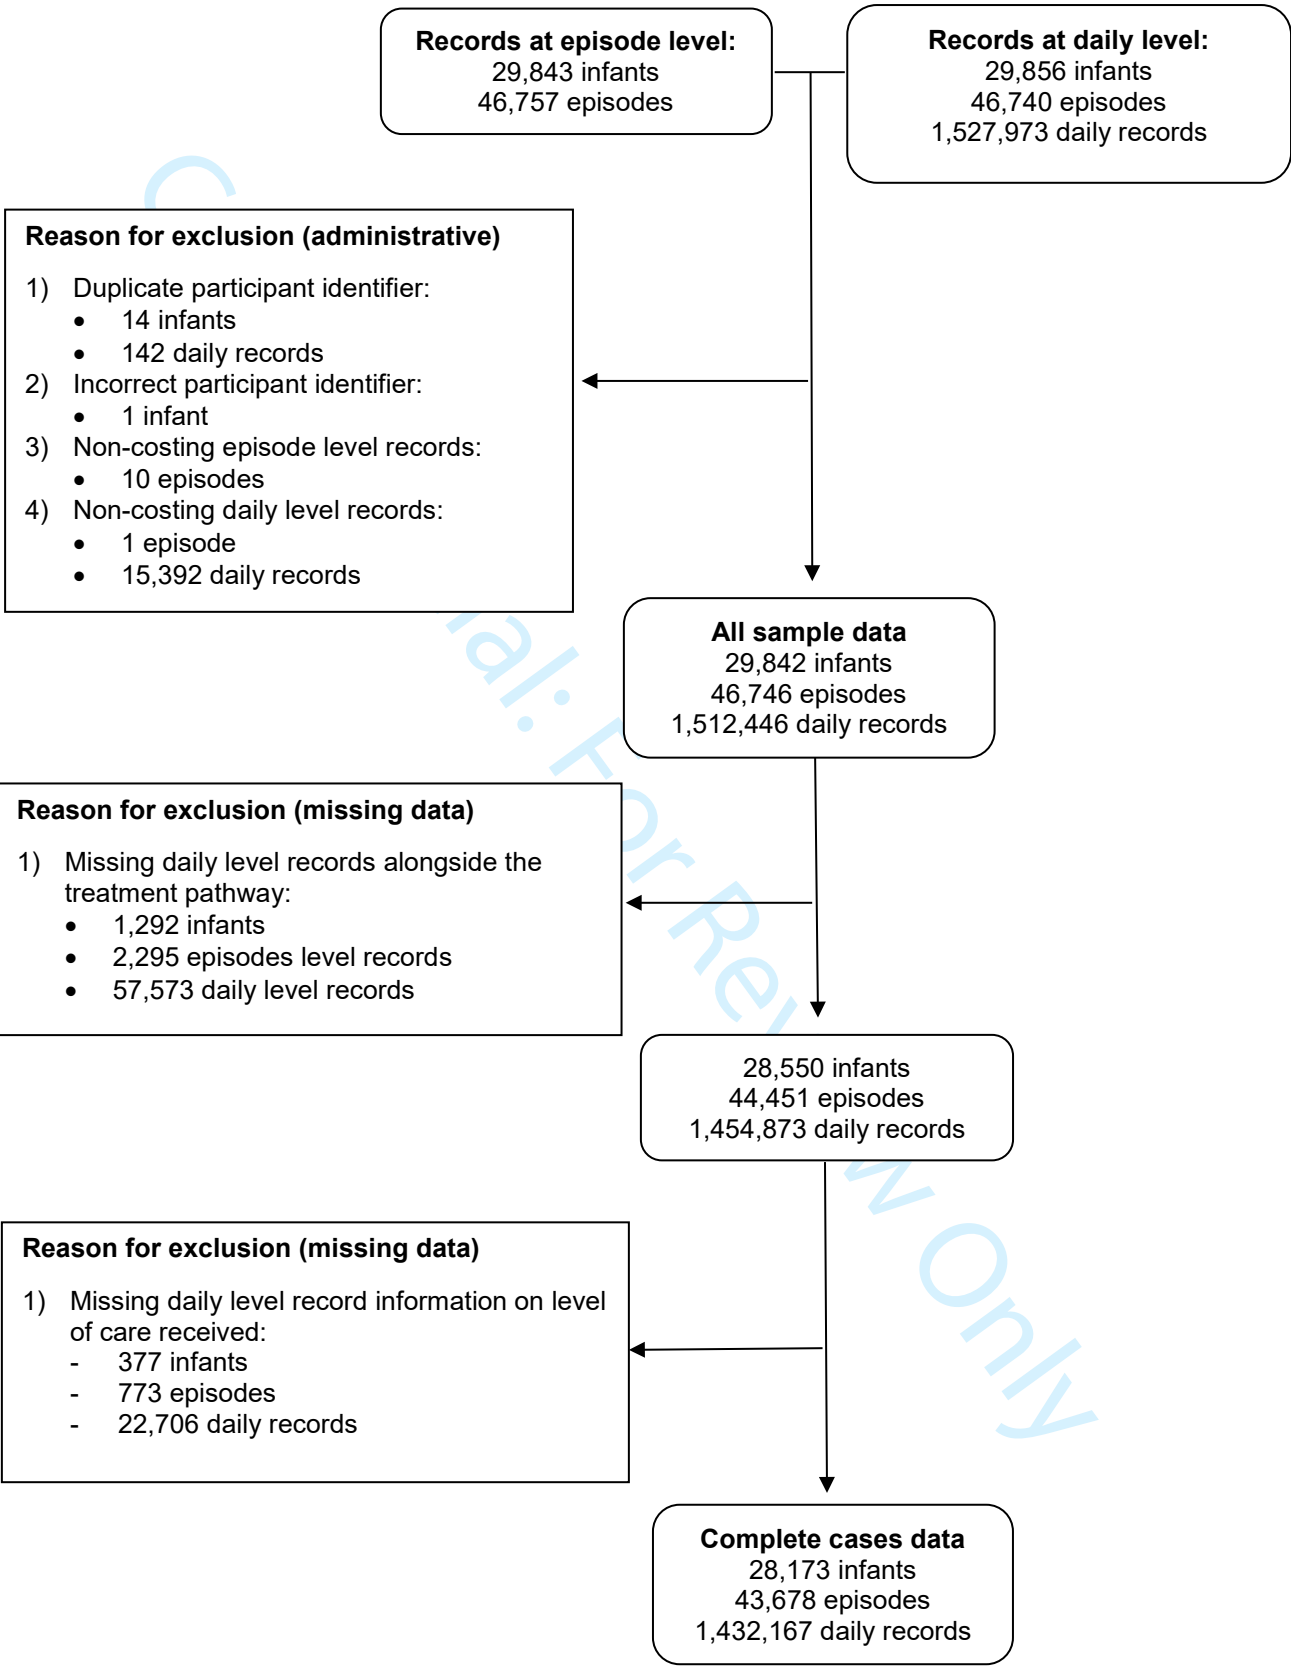 Records at episode level:
29,843 infants
46,757 episodes
Records at daily level:
29,856 infants
46,740 episodes
1,527,973 daily records
Reason for exclusion (administrative)
1) Duplicate participant identifier:
• 14 infants
• 142 daily records
2) Incorrect participant identifier:
• 1 infant
3) Non-costing episode level records:
• 10 episodes
4) Non-costing daily level records:
• 1 episode
• 15,392 daily records
All sample data
29,842 infants
46,746 episodes
1,512,446 daily records
Reason for exclusion (missing data)
1) Missing daily level records alongside the
treatment pathway:
• 1,292 infants
• 2,295 episodes level records
• 57,573 daily level records
28,550 infants
44,451 episodes
1,454,873 daily records
Reason for exclusion (missing data)
1) Missing daily level record information on level
of care received:
- 377 infants
- 773 episodes
- 22,706 daily records
Complete cases data
28,173 infants
43,678 episodes
1,432,167 daily records
For Review Only